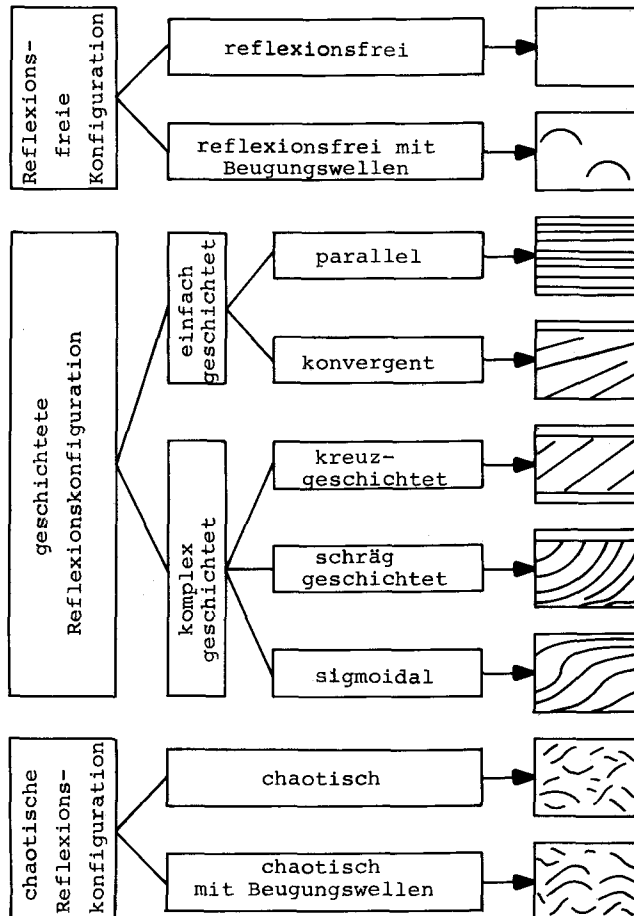 Reflexions-
freie
Konfiguration
reflexionsfrei
reflexionsfrei mit
Beugungswellen
geschichtete
Reflexionskonfiguration
einfach
geschichtet
parallel
konvergent
komplex
geschichtet
kreuz-
geschichtet
schräg
geschichtet
sigmoidal
chaotische
Reflexions-
konfiguration
chaotisch
chaotisch
mit Beugungswellen